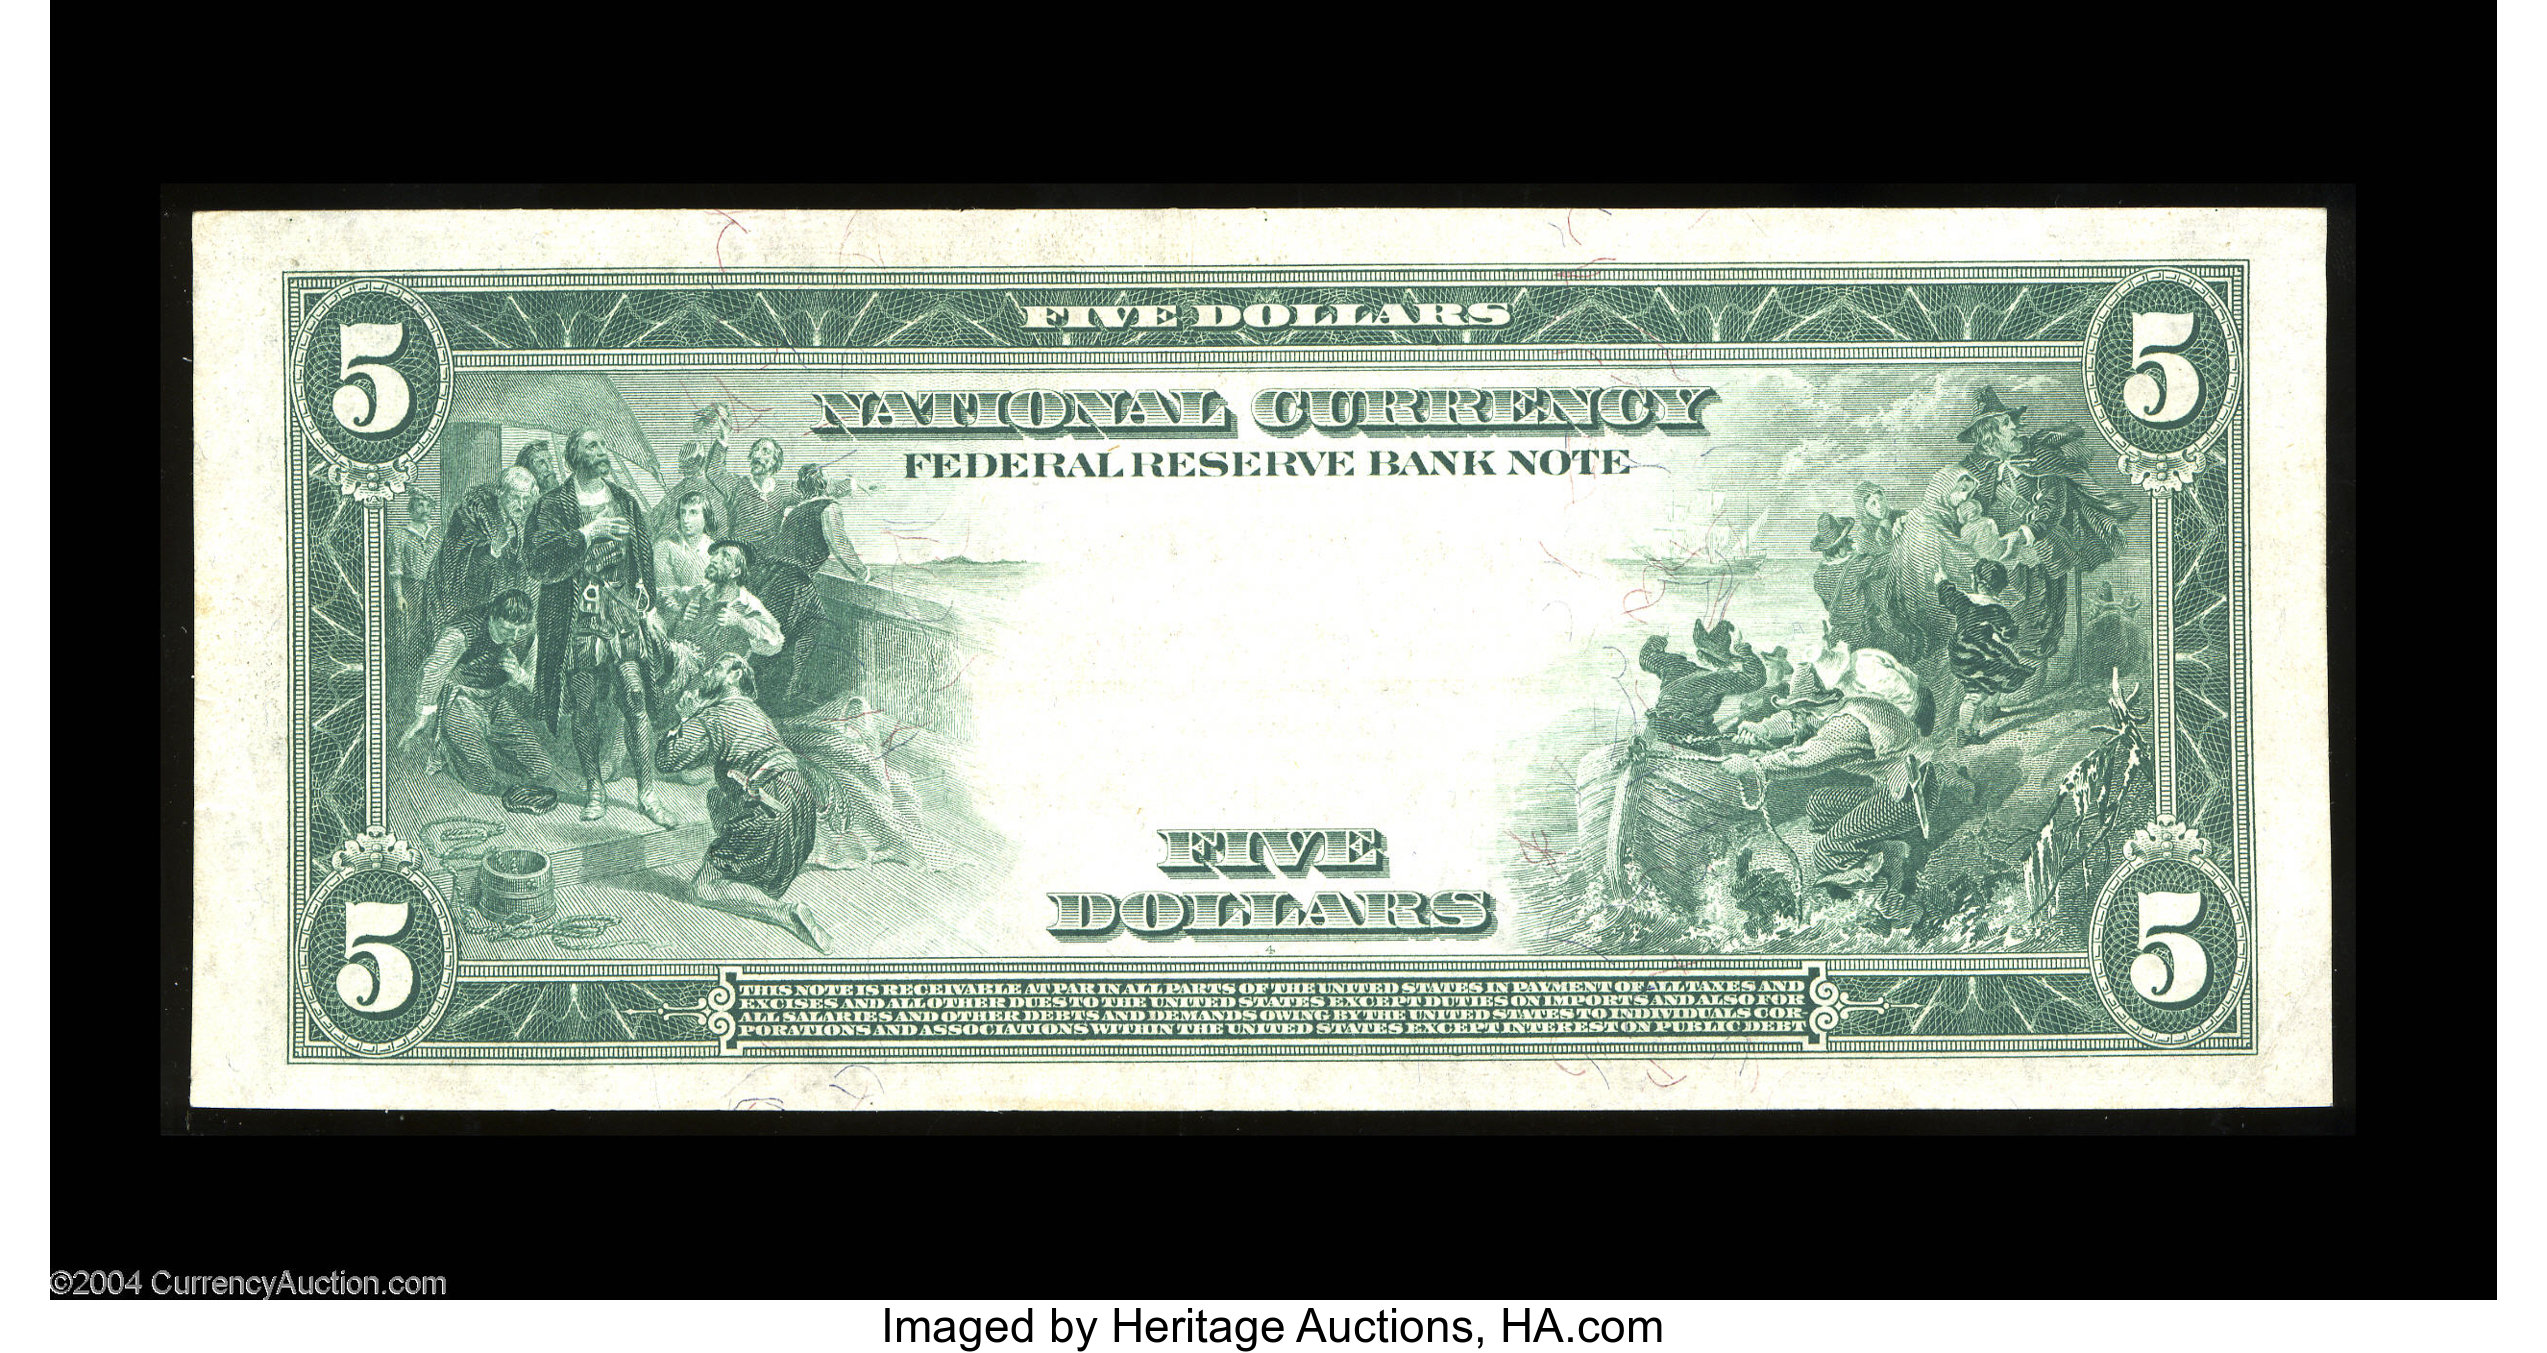 FIVE DOLLARS
5
5
NATIONAL CURRENCY
FEDERAL RESERVE BANK NOTE
FIVE
DOLLARS
4
5
5
THIS NOTE IS RECEIVABLE AT PAR IN ALL PARTS OF THE UNITED STATES IN PAYMENT OF ALL TAXES AND
EXCISES AND ALL OTHER DUES TO THE UNITED STATES EXCEPT DUTIES ON IMPORTS AND ALSO FOR
ALL SALARIES AND OTHER DEBTS AND DEMANDS OWING BY THE UNITED STATES TO INDIVIDUALS COR
PORATIONS AND ASSOCIATIONS WITHIN THE UNITED STATES EXCEPT INTEREST ON PUBLIC DEBT
©2004 CurrencyAuction.com
Imaged by Heritage Auctions, HA.com